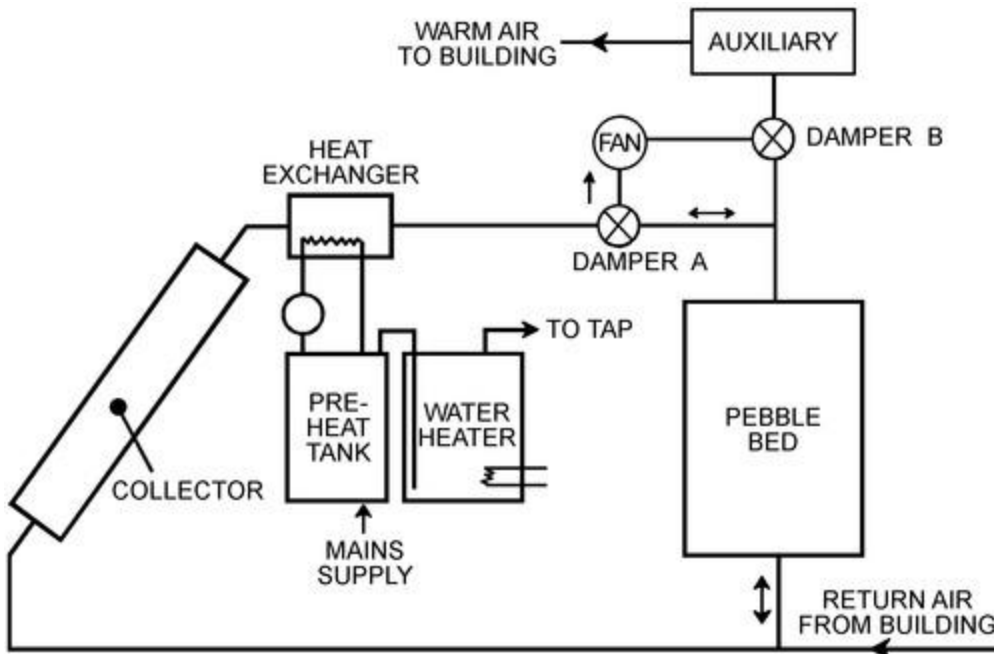 WARM AIR
TO BUILDING
AUXILIARY
FAN
DAMPER B
HEAT
EXCHANGER
DAMPER A
TO TAP
PRE-
HEAT
TANK
WATER
HEATER
PEBBLE
BED
COLLECTOR
MAINS
SUPPLY
RETURN AIR
FROM BUILDING